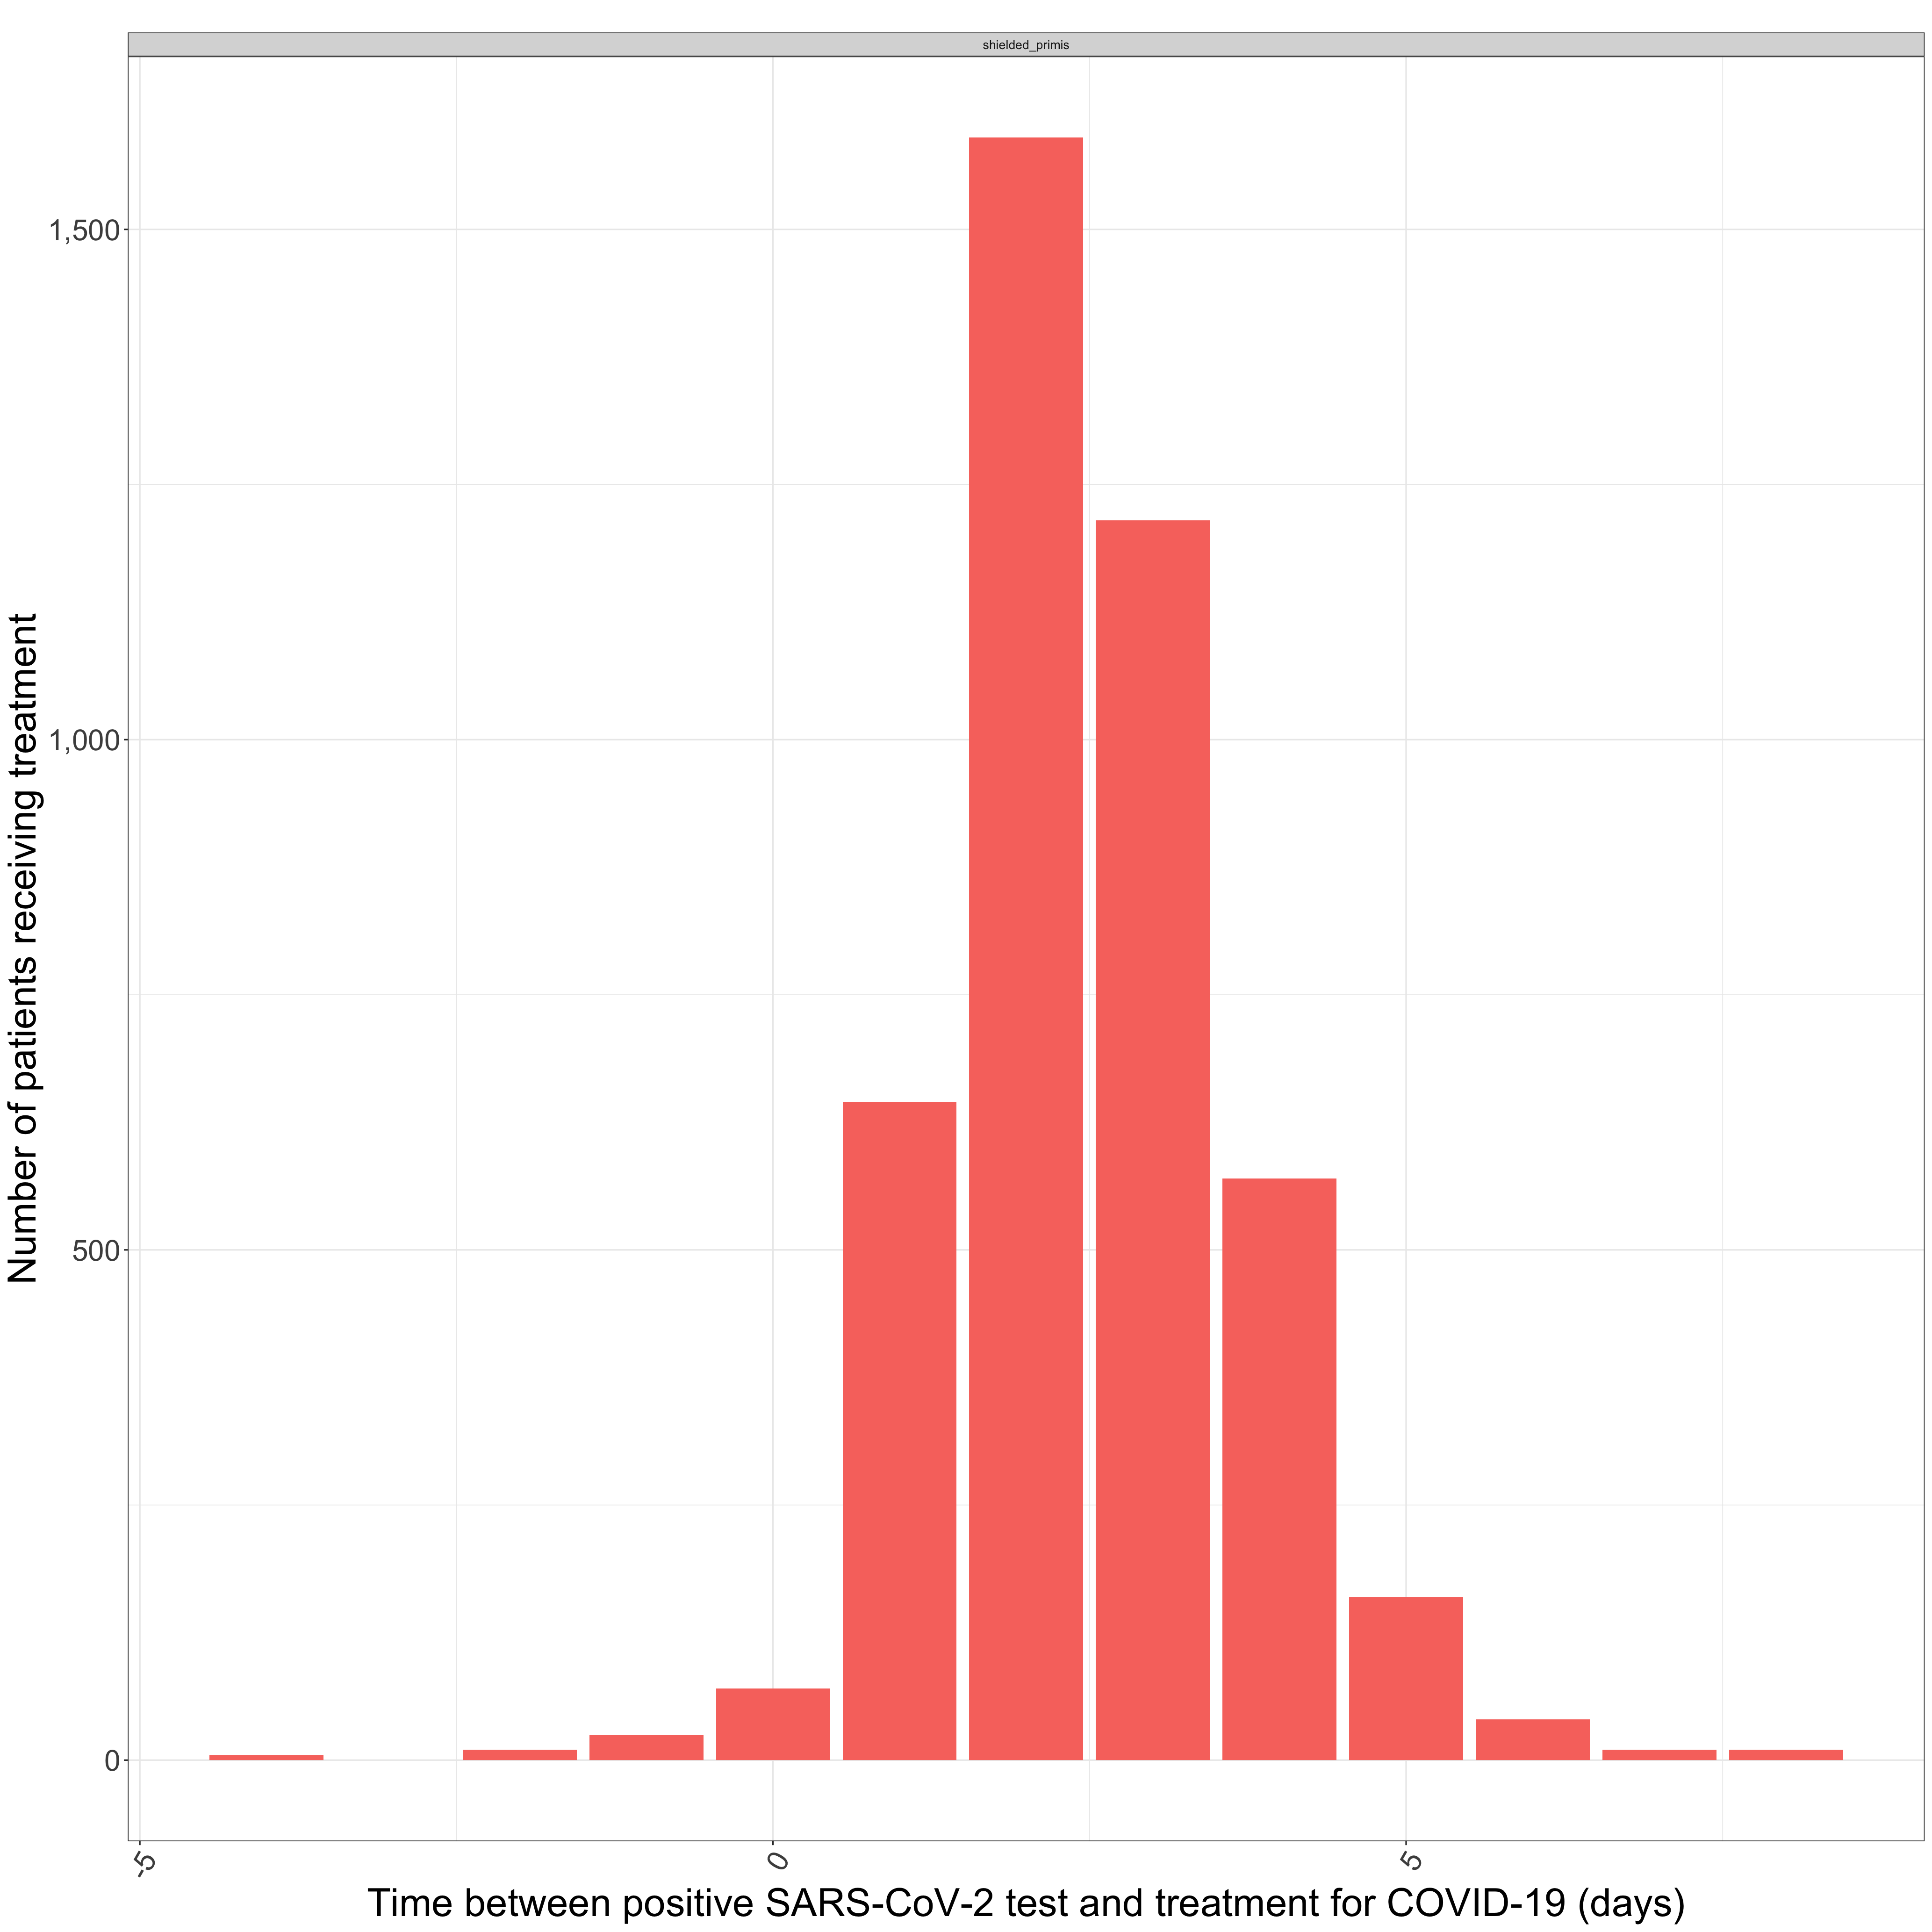 shielded_primis
Number of patients receiving treatment
1,500
1,000
500
0
-5
0
5
Time between positive SARS-CoV-2 test and treatment for COVID-19 (days)